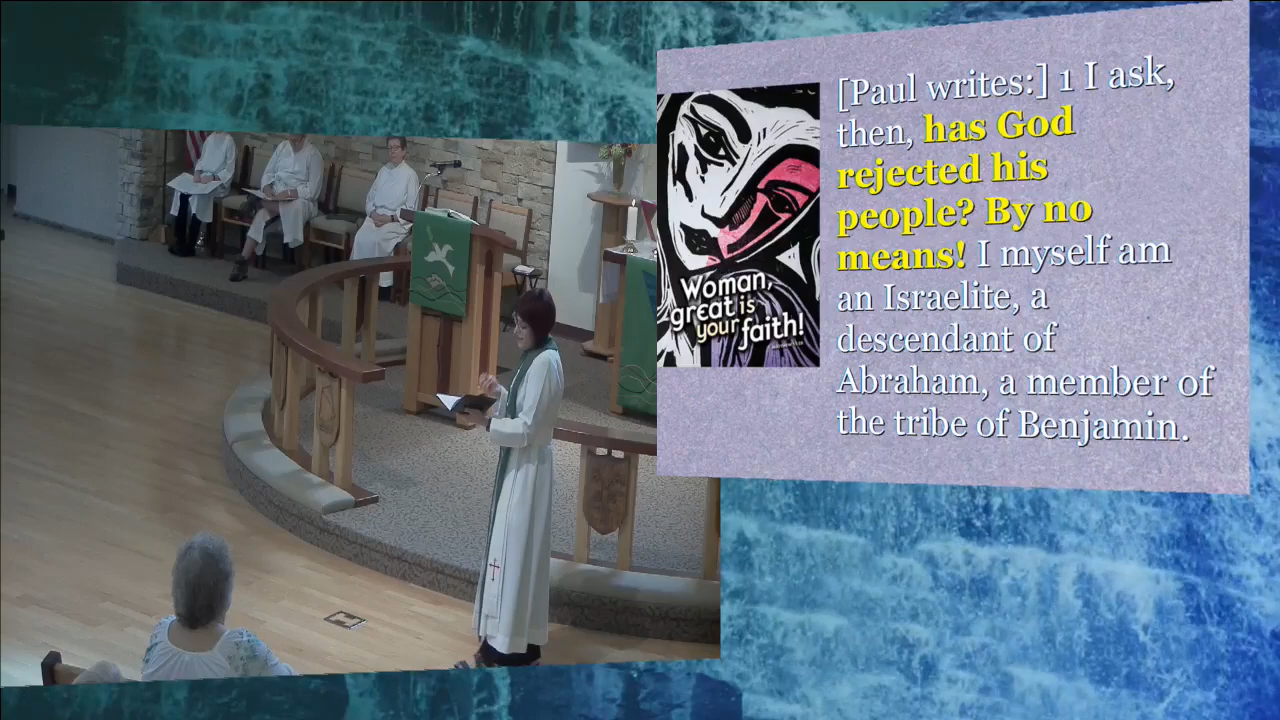 [Paul writes:] 1 I ask,
then, has God
rejected his
people? By no
means! I myself am
an Israelite, a
descendant of
Abraham, a member of
the tribe of Benjamin.
Woman,
great is
your faith!